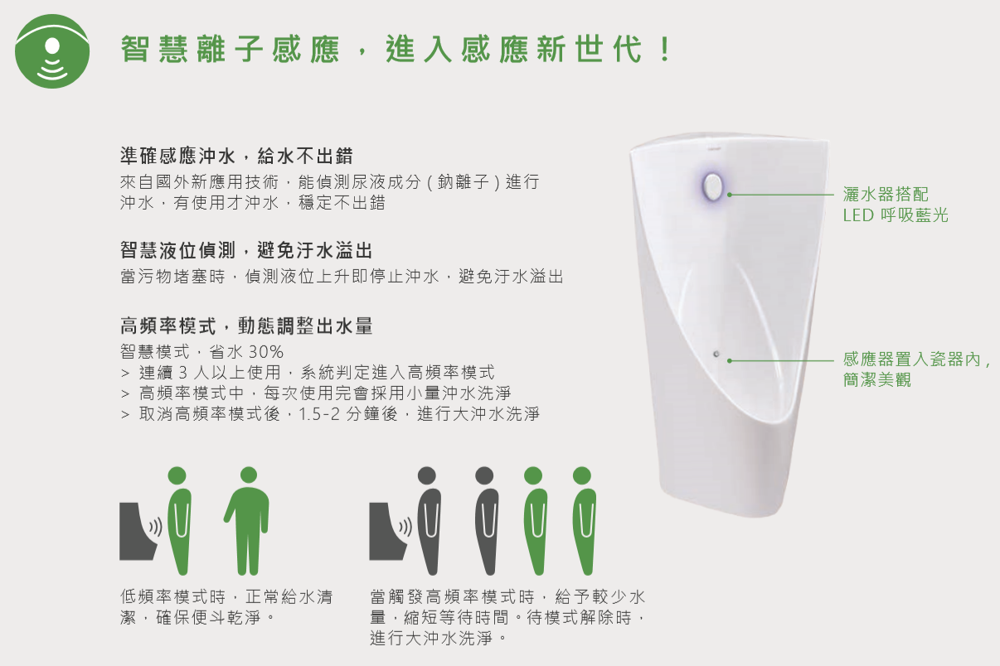 智慧離子感應，進入感應新世代！
準確感應沖水，給水不出錯
來自國外新應用技術，能偵測尿液成分 ( 鈉離子 ) 進行
沖水，有使用才沖水，穩定不出錯
智慧液位偵測，避免汙水溢出
當污物堵塞時，偵測液位上升即停止沖水，避免汙水溢出
高頻率模式，動態調整出水量
智慧模式，省水 30%
> 連續 3 人以上使用，系統判定進入高頻率模式
> 高頻率模式中，每次使用完會採用小量沖水洗淨
> 取消高頻率模式後，1.5-2 分鐘後，進行大沖水洗淨
灑水器搭配
LED 呼吸藍光
感應器置入瓷器內 ,
簡潔美觀
低頻率模式時，正常給水清
潔，確保便斗乾淨。
當觸發高頻率模式時，給予較少水
量，縮短等待時間。待模式解除時，
進行大沖水洗淨。